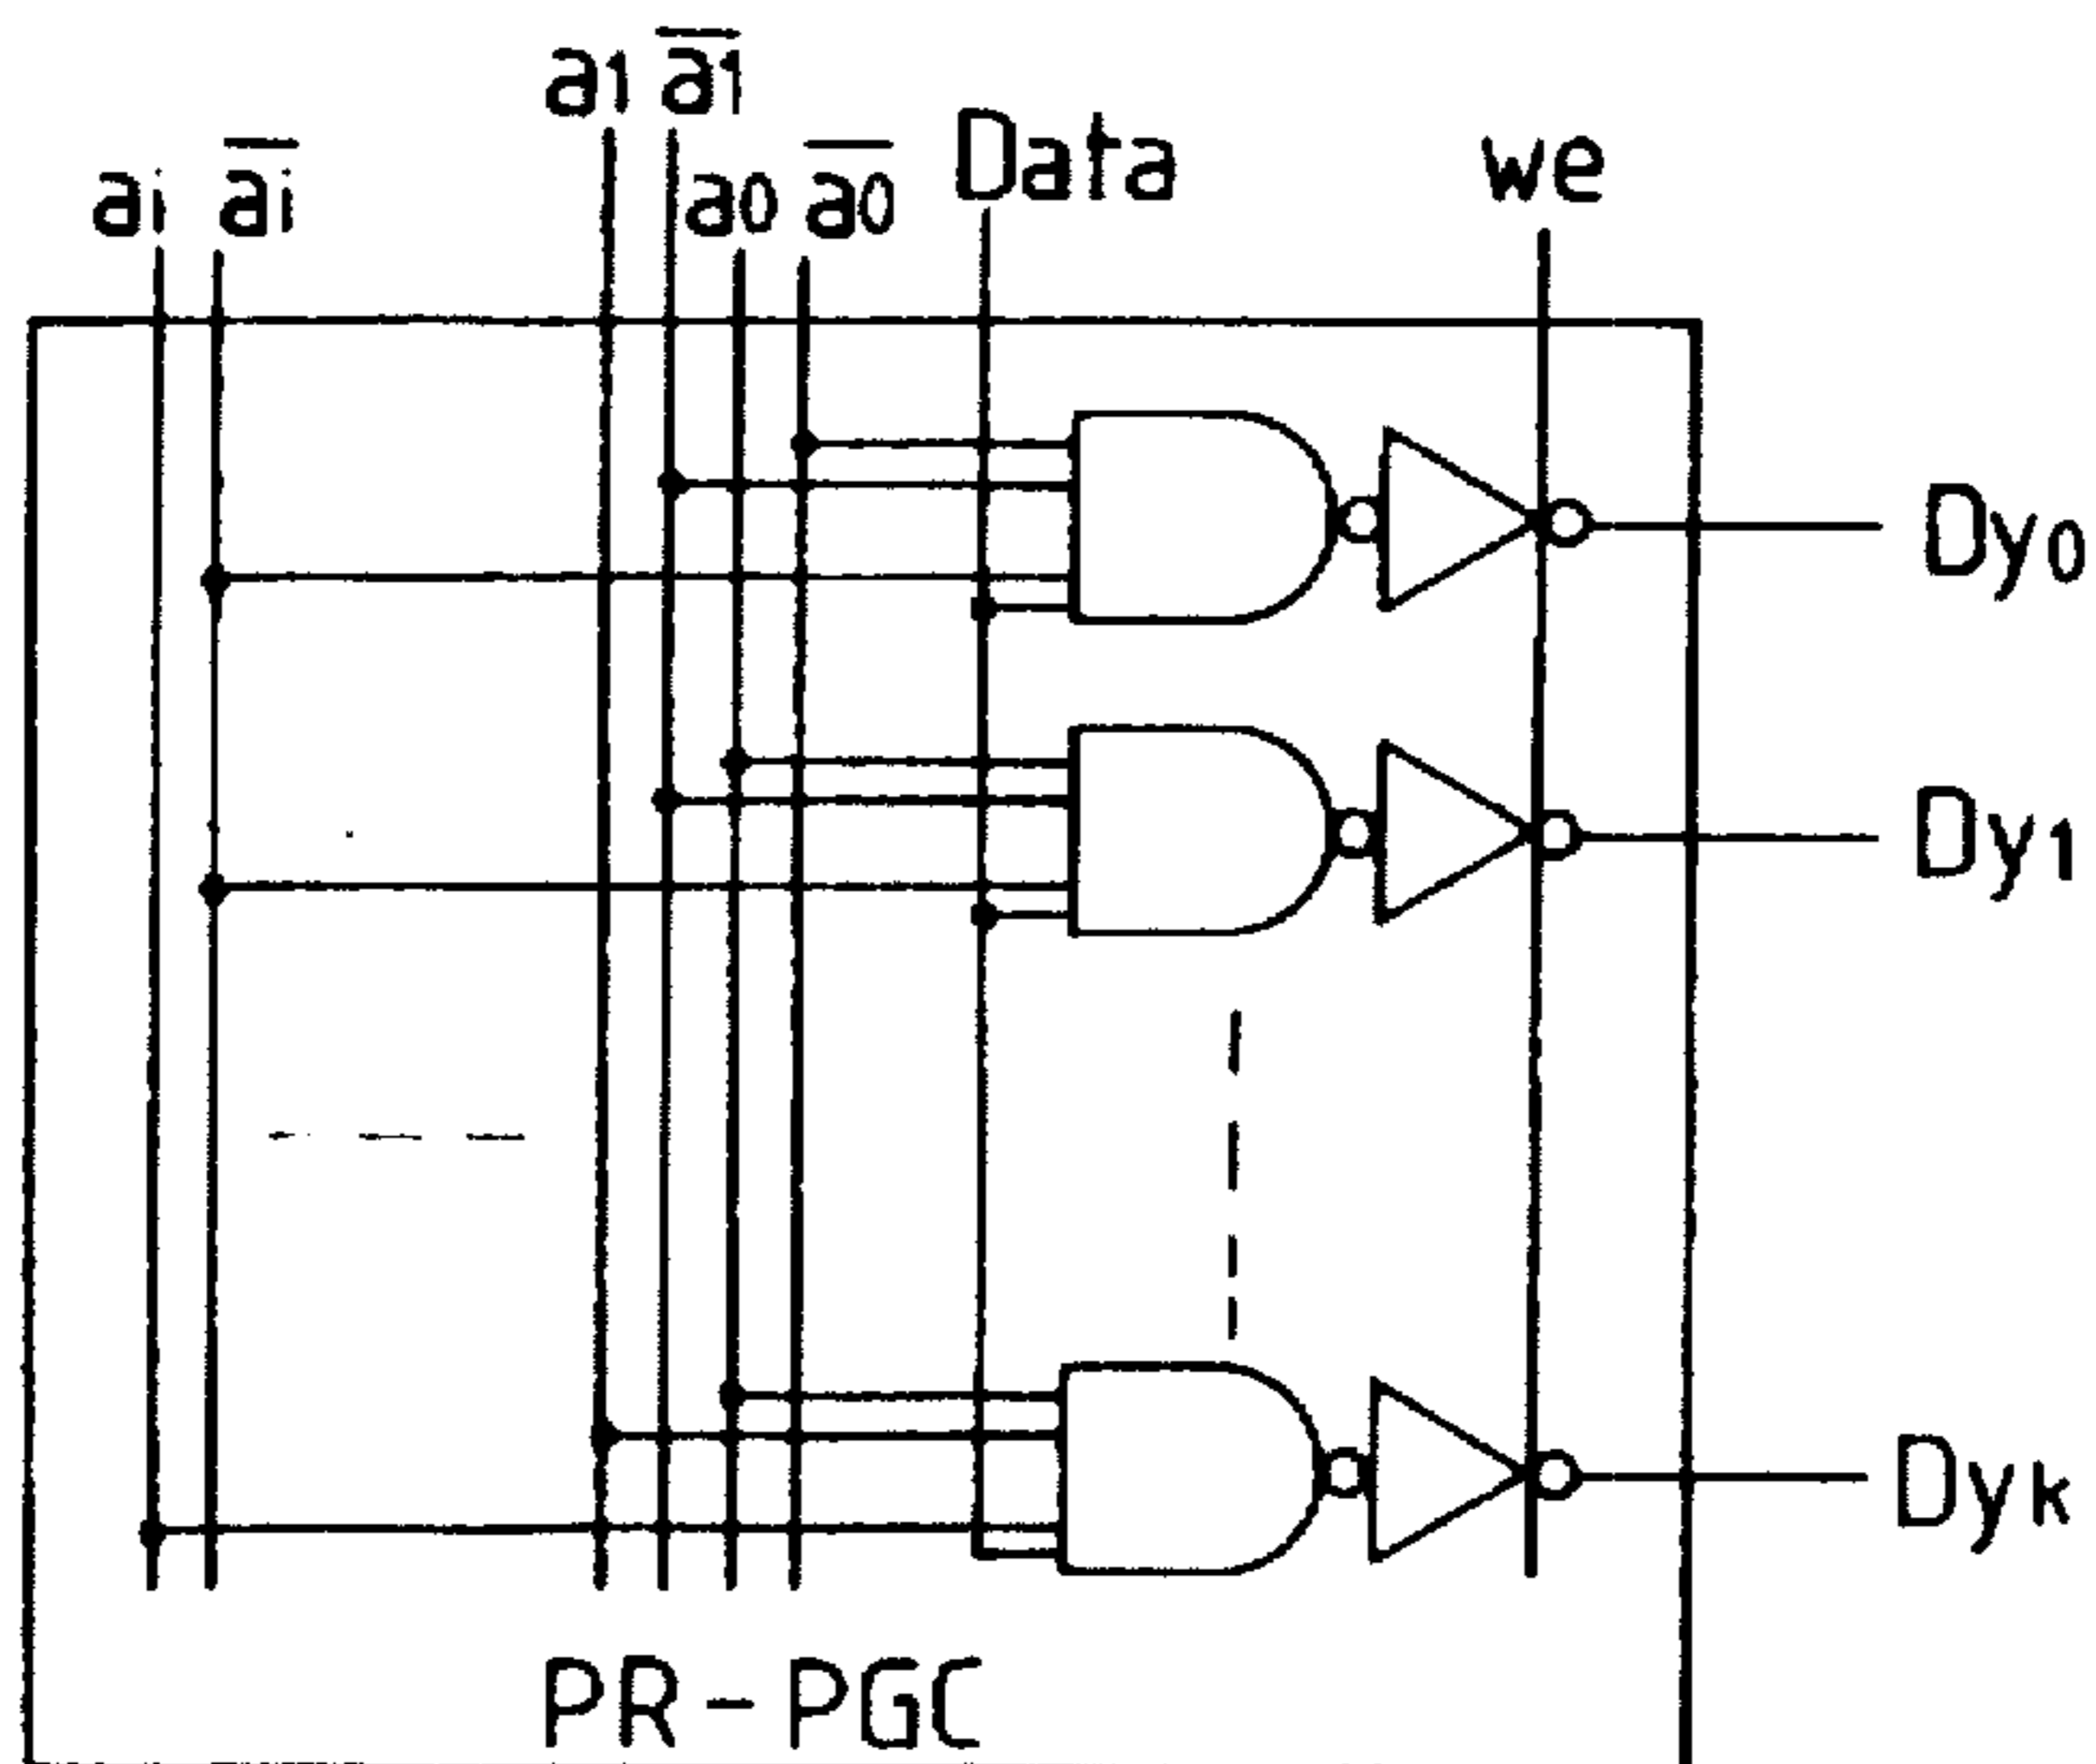 a1 a̅1̅
ai a̅i̅ a0 a̅0̅ Data we
Dy0
Dy1
Dyk
PR-PGC